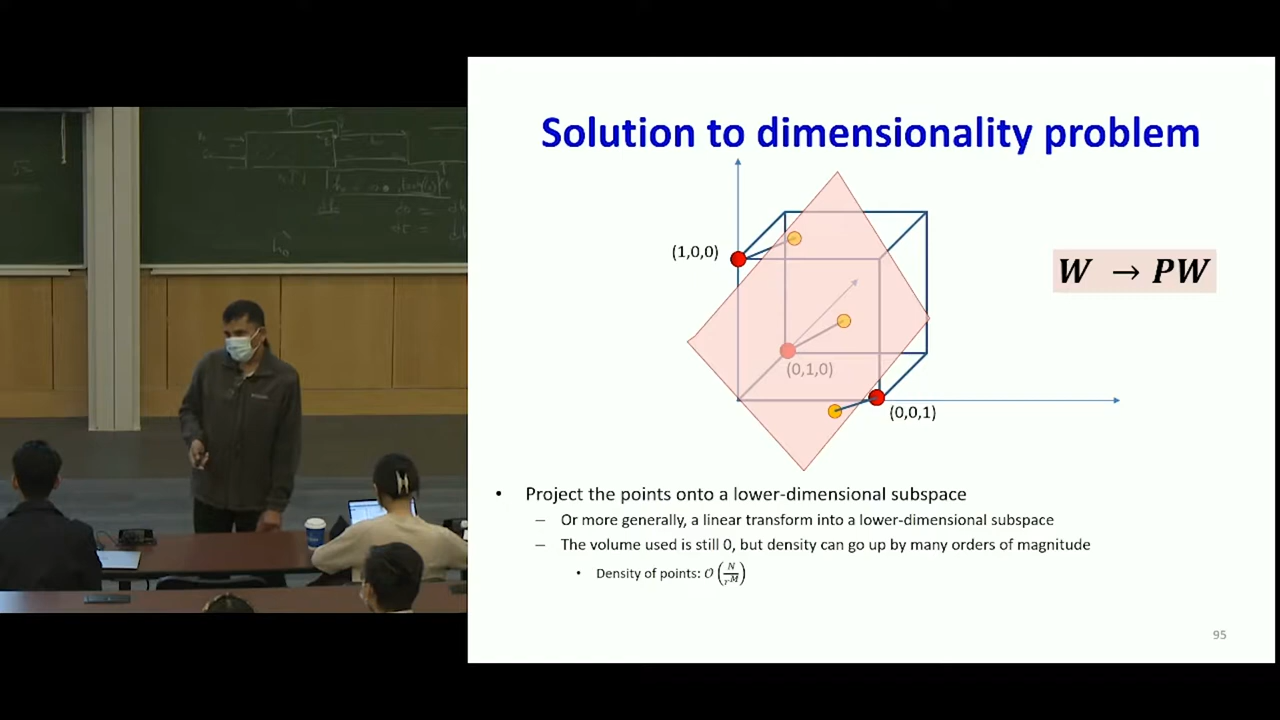 Solution to dimensionality problem
(1,0,0)
W → PW
(0,1,0)
(0,0,1)
• Project the points onto a lower-dimensional subspace
– Or more generally, a linear transform into a lower-dimensional subspace
– The volume used is still 0, but density can go up by many orders of magnitude
• Density of points: 𝒪(N/r^M)
95